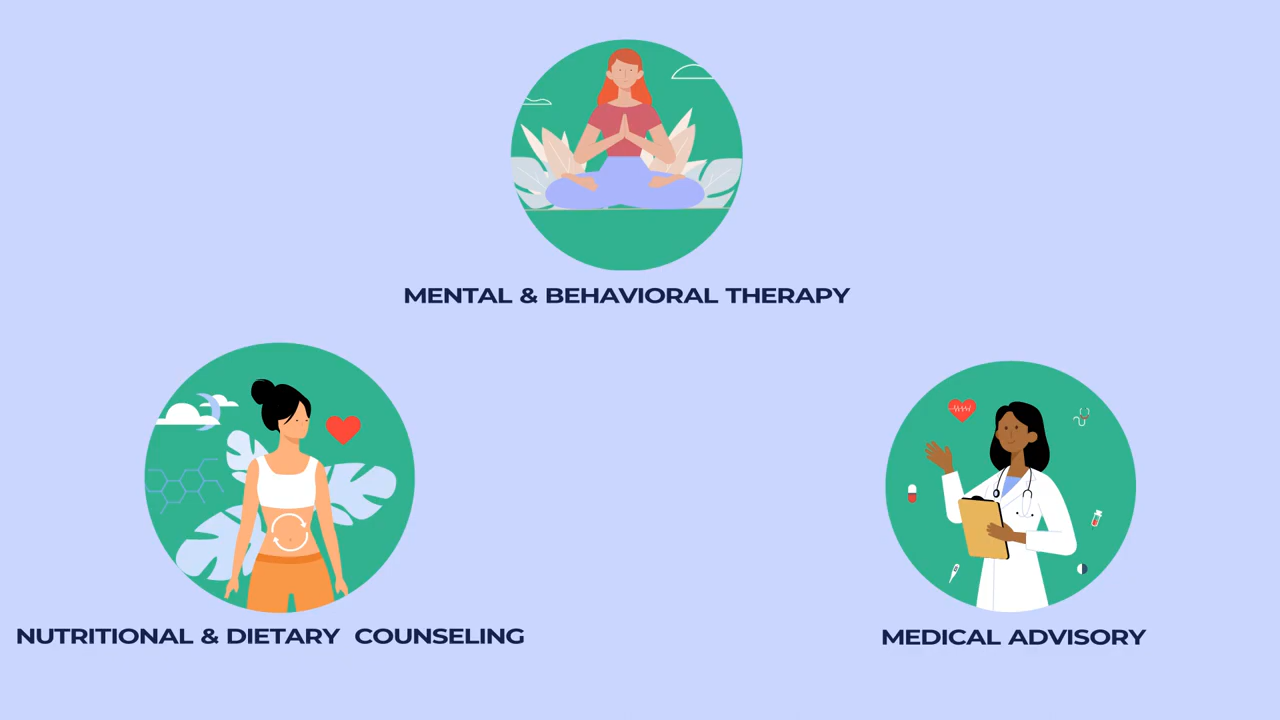 MENTAL & BEHAVIORAL THERAPY
NUTRITIONAL & DIETARY COUNSELING
MEDICAL ADVISORY